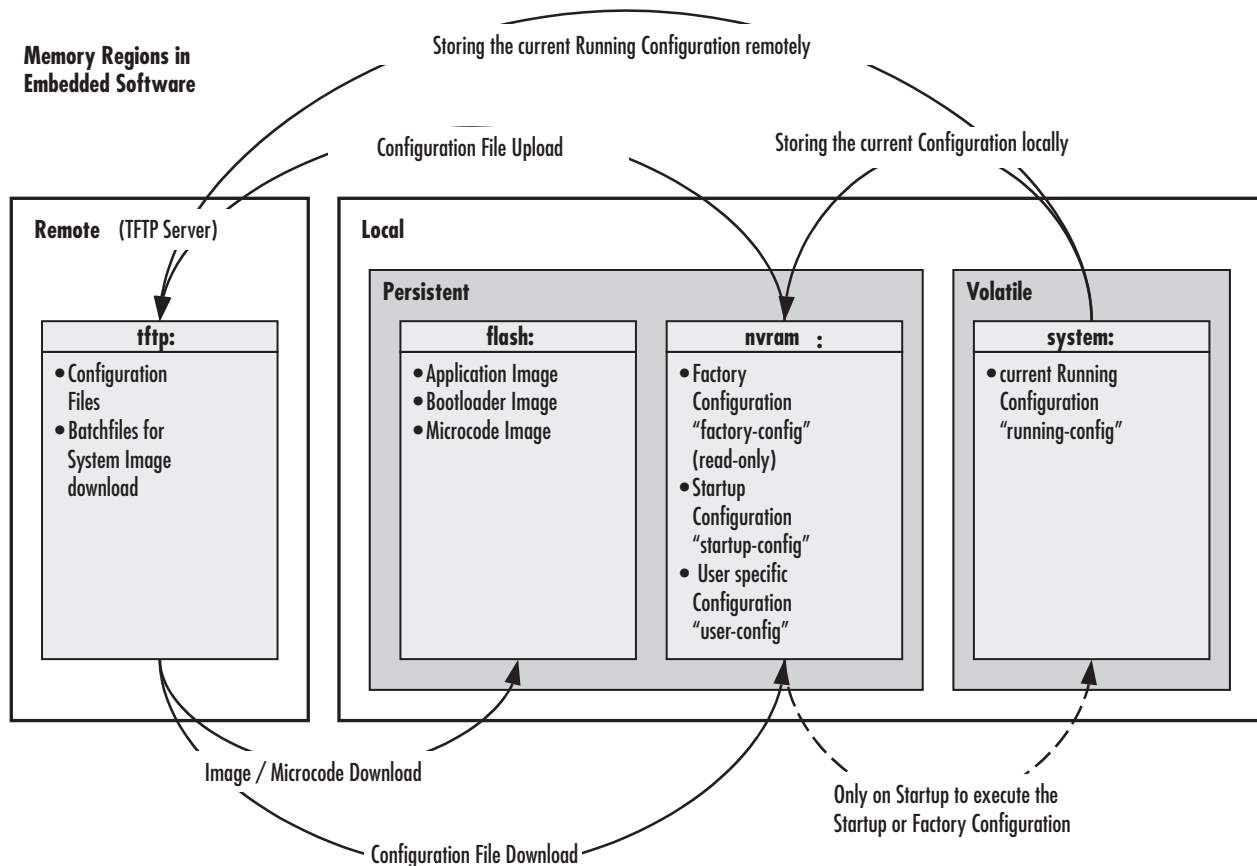 Storing the current Running Configuration remotely
Memory Regions in
Embedded Software
Configuration File Upload
Storing the current Configuration locally
Remote (TFTP Server)
Local
Persistent
Volatile
tftp:
• Configuration
Files
• Batchfiles for
System Image
download
flash:
• Application Image
• Bootloader Image
• Microcode Image
nvram :
• Factory
Configuration
“factory-config”
(read-only)
• Startup
Configuration
“startup-config”
• User specific
Configuration
“user-config”
system:
• current Running
Configuration
“running-config”
Image / Microcode Download
Only on Startup to execute the
Startup or Factory Configuration
Configuration File Download